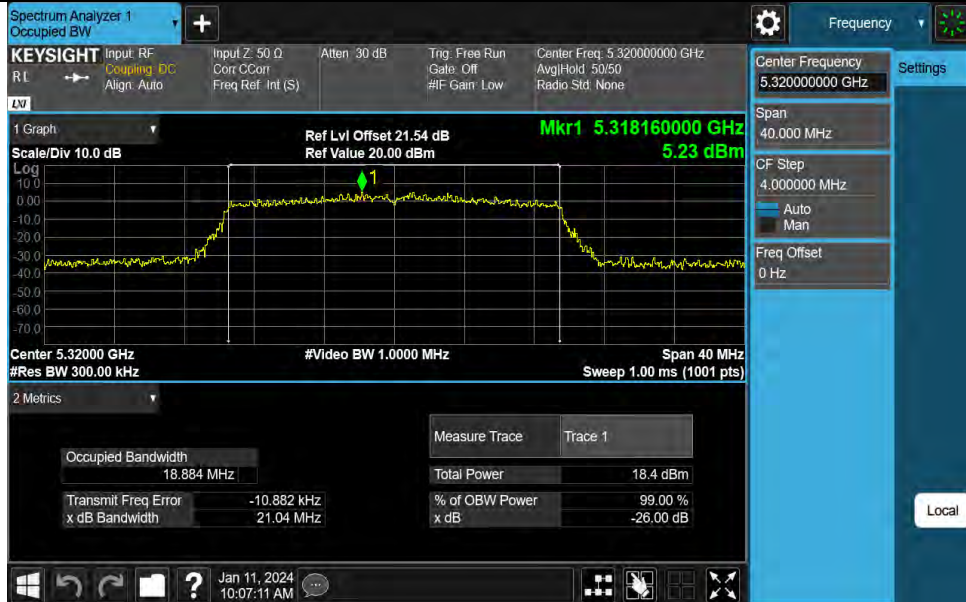 Spectrum Analyzer 1
Occupied BW
+
Frequency
KEYSIGHT Input: RF Input Z: 50 Ω Atten: 30 dB Trig: Free Run Center Freq: 5.320000000 GHz
RL Coupling: DC Corr CCorr Gate: Off Avg|Hold: 50/50
Align: Auto Freq Ref: Int (S) #IF Gain: Low Radio Std: None
LXI
Center Frequency
5.320000000 GHz
Settings
Span
40.000 MHz
CF Step
4.000000 MHz
Auto
Man
Freq Offset
0 Hz
Local
1 Graph Ref Lvl Offset 21.54 dB Mkr1 5.318160000 GHz
Scale/Div 10.0 dB Ref Value 20.00 dBm 5.23 dBm
Log
10.0
0.00
-10.0
-20.0
-30.0
-40.0
-50.0
-60.0
-70.0
1
Center 5.32000 GHz #Video BW 1.0000 MHz Span 40 MHz
#Res BW 300.00 kHz Sweep 1.00 ms (1001 pts)
2 Metrics
Measure Trace Trace 1
Occupied Bandwidth
18.884 MHz Total Power 18.4 dBm
Transmit Freq Error -10.882 kHz % of OBW Power 99.00 %
x dB Bandwidth 21.04 MHz x dB -26.00 dB
? Jan 11, 2024
10:07:11 AM